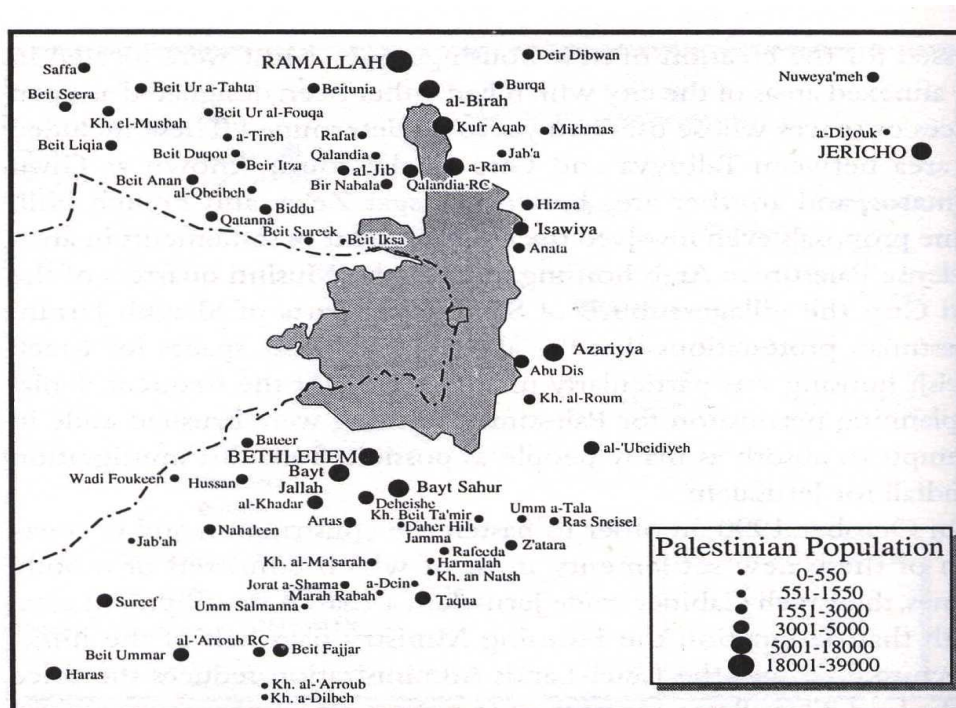 RAMALLAH
Deir Debwan
Saffa
Nuweya'meh
Beit Ur a-Tahta
Beitunia
Burqa
Beit Seera
al-Birah
Beit Ur al-Fouqa
Kh. el-Musbah
Kufr Aqab
Mikhmas
a-Diyouk
a-Tireh
Rafat
JERICHO
Beit Liqia
Beit Duqqu
Qalandia
Jab'a
Beit Ijza
al-Jib
a-Ram
Beit Anan
Bir Nabala
Qalandia RC
al-Qbeibeh
Biddu
Hizma
Qatanna
Beit Sureek
Beit Iksa
'Isawiya
Anata
Azariyya
Abu Dis
Kh. al-Roum
Bateer
al-'Ubeidiyeh
BETHLEHEM
Bayt
Jallah
Wadi Foukeen
Hussan
Bayt Sahur
al-Khadar
Deheishe
Kh. Beit Ta'mir
Umm a-Tala
Artas
Daher Hilt
Ras Sneisel
Nahaleen
Jamma
Jab'ah
Rafeeda
Z'atara
Kh. al-Ma'sarah
Harmalah
Kh. an Natsh
Jorat a-Shama
a-Dein
Marah Rabah
Sureef
Umm Salmanna
Taqu'a
al-'Aroub RC
Beit Ummar
Beit Fajjar
Haras
Kh. al-'Arroub
Kh. a-Dilbeh
Palestinian Population
0-550
551-1550
1551-3000
3001-5000
5001-18000
18001-39000